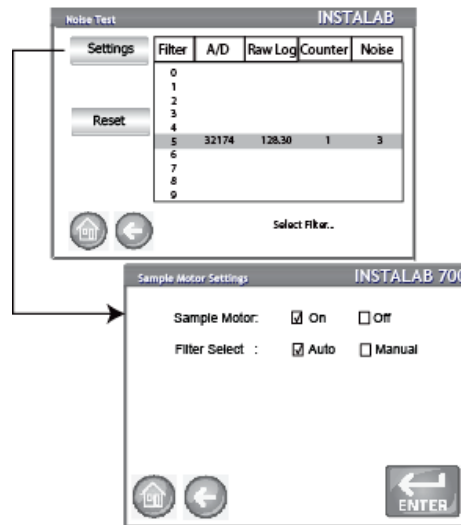 Noise Test INSTALAB
Settings
Reset
Filter A/D Raw Log Counter Noise
0
1
2
3
4
5 32174 128.30 1 3
6
7
8
9
Select Filter..
Sample Motor Settings INSTALAB 700
Sample Motor: On Off
Filter Select : Auto Manual
ENTER